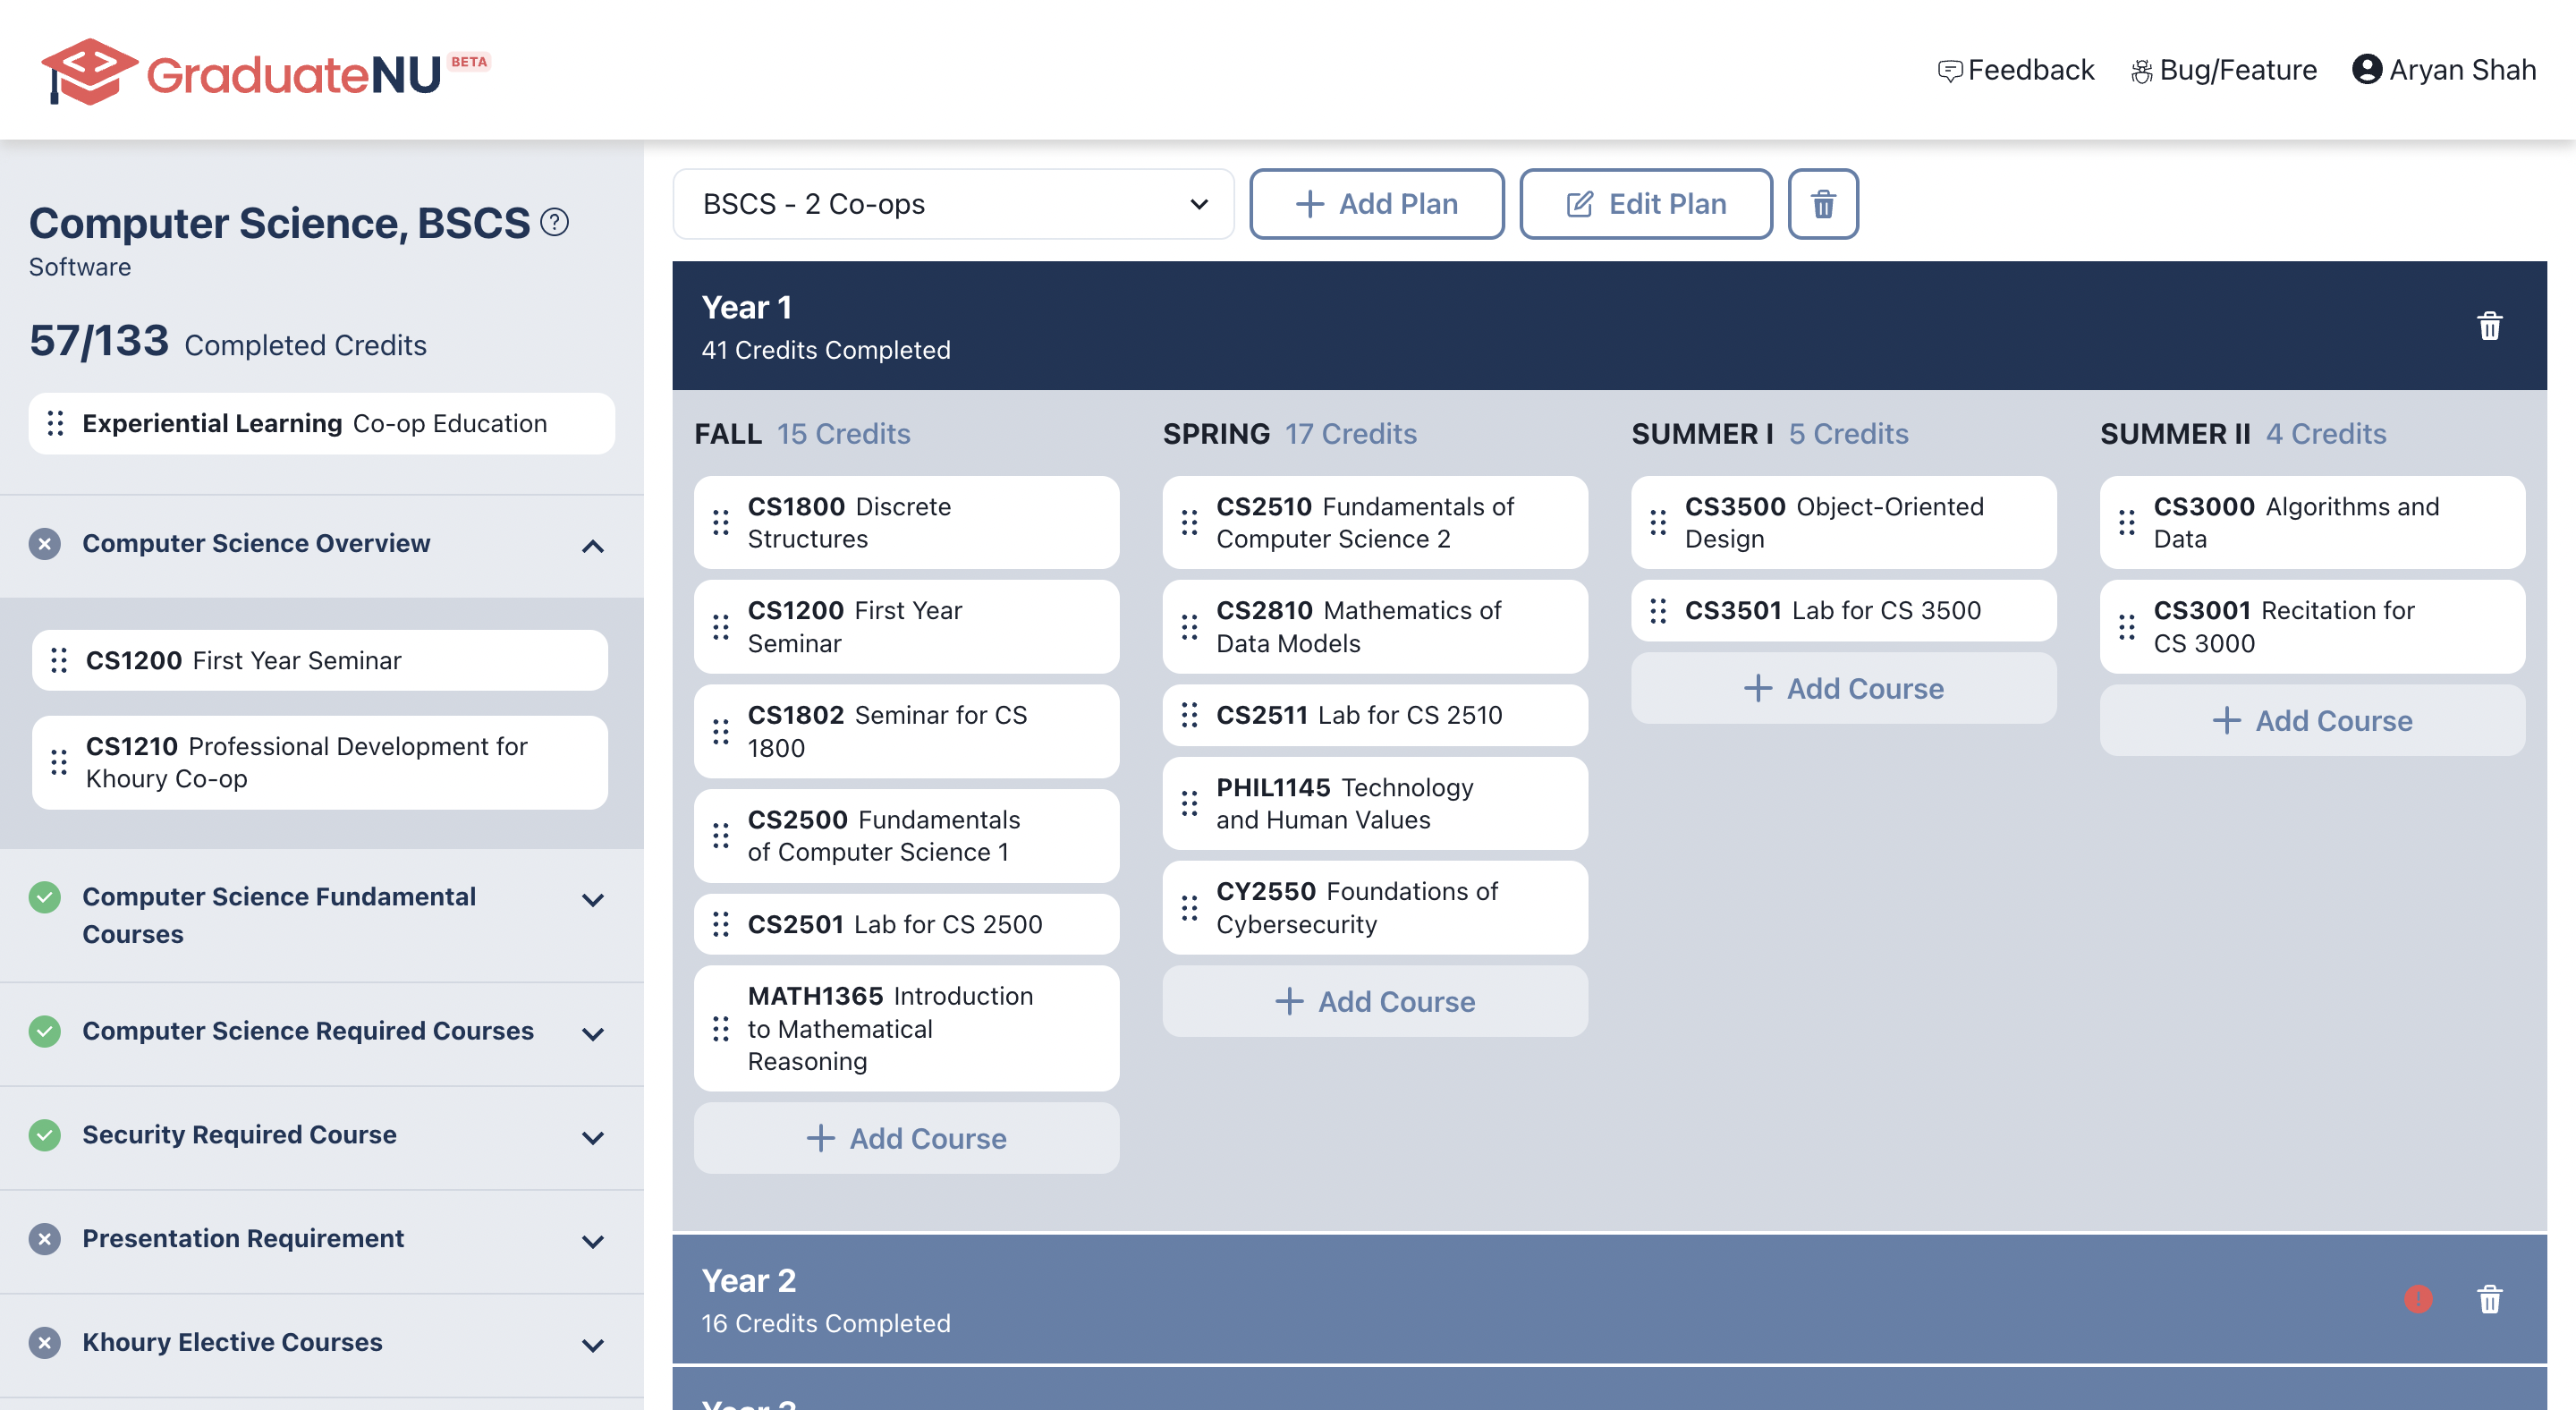 GraduateNU BETA
Feedback
Bug/Feature
Aryan Shah
Computer Science, BSCS
Software
57/133 Completed Credits
Experiential Learning Co-op Education
Computer Science Overview
CS1200 First Year Seminar
CS1210 Professional Development for
Khoury Co-op
Computer Science Fundamental
Courses
Computer Science Required Courses
Security Required Course
Presentation Requirement
Khoury Elective Courses
BSCS - 2 Co-ops
Add Plan
Edit Plan
Year 1
41 Credits Completed
FALL 15 Credits
CS1800 Discrete
Structures
CS1200 First Year
Seminar
CS1802 Seminar for CS
1800
CS2500 Fundamentals
of Computer Science 1
CS2501 Lab for CS 2500
MATH1365 Introduction
to Mathematical
Reasoning
Add Course
SPRING 17 Credits
CS2510 Fundamentals of
Computer Science 2
CS2810 Mathematics of
Data Models
CS2511 Lab for CS 2510
PHIL1145 Technology
and Human Values
CY2550 Foundations of
Cybersecurity
Add Course
SUMMER I 5 Credits
CS3500 Object-Oriented
Design
CS3501 Lab for CS 3500
Add Course
SUMMER II 4 Credits
CS3000 Algorithms and
Data
CS3001 Recitation for
CS 3000
Add Course
Year 2
16 Credits Completed
Year 3